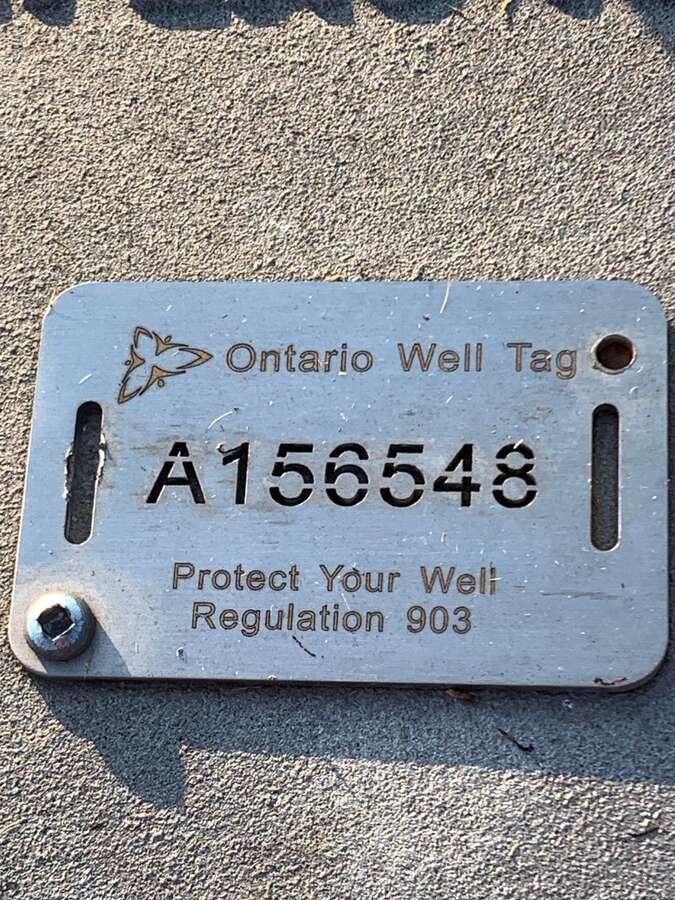 Ontario Well Tag
A156548
Protect Your Well
Regulation 903